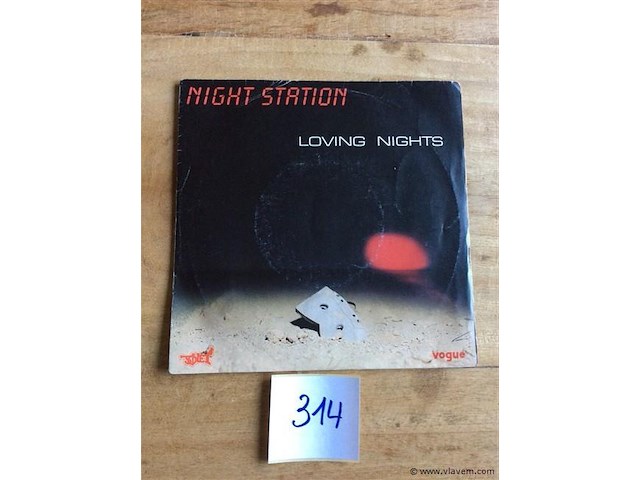 NIGHT STATION
LOVING NIGHTS
vogue
314
© www.vlavem.com